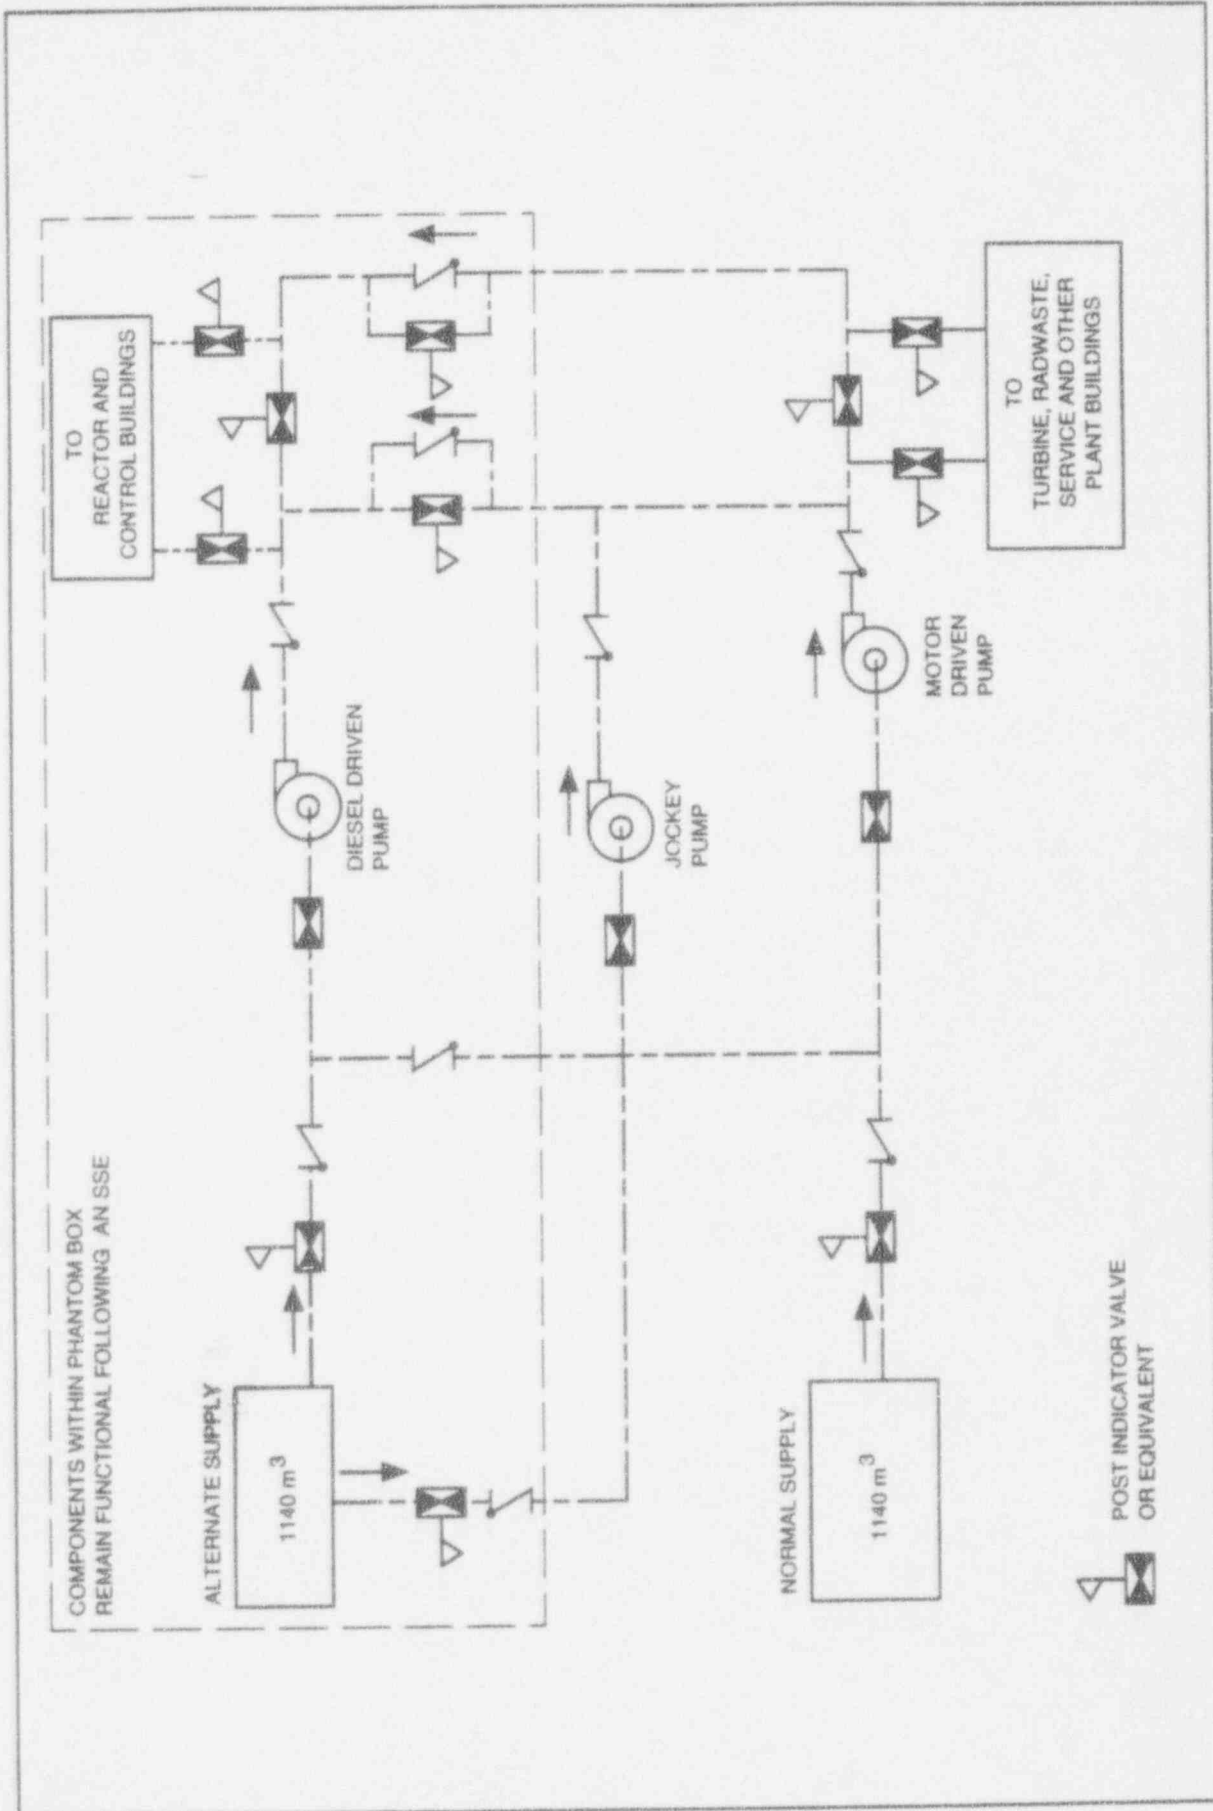 COMPONENTS WITHIN PHANTOM BOX
REMAIN FUNCTIONAL FOLLOWING AN SSE
TO
REACTOR AND
CONTROL BUILDINGS
ALTERNATE SUPPLY
1140 m³
DIESEL DRIVEN
PUMP
JOCKEY
PUMP
NORMAL SUPPLY
1140 m³
MOTOR
DRIVEN
PUMP
TO
TURBINE, RADWASTE,
SERVICE AND OTHER
PLANT BUILDINGS
POST INDICATOR VALVE
OR EQUIVALENT